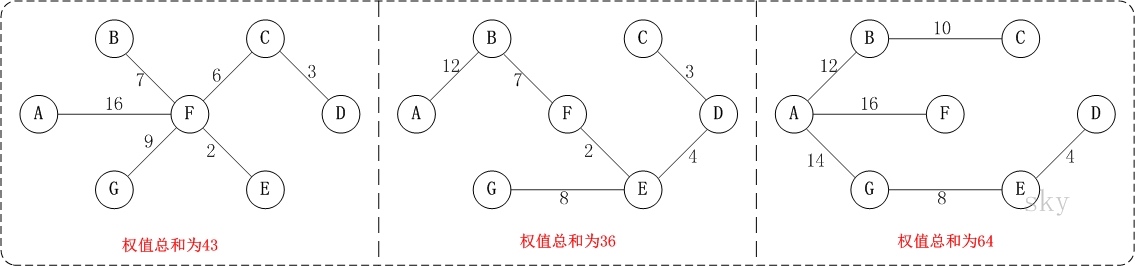 B C
7 6 3
A 16 F D
9 2
G E
权值总和为43
B C
12 7 3
A F D
2 4
G 8 E
权值总和为36
B 10 C
12
A 16 F D
14 4
G 8 E
sky
权值总和为64